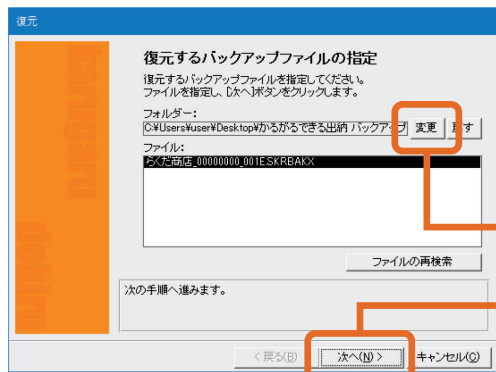 復元
karugaru
dekiru
復元するバックアップファイルの指定
復元するバックアップファイルを指定してください。
ファイルを指定し、[次へ]ボタンをクリックします。
フォルダー:
C:¥Users¥user¥Desktop¥かるがるできる出納 バックアップ 変更 戻す
ファイル:
らくだ商店_00000000_001E.SKRBAKX
ファイルの再検索
次の手順へ進みます。
< 戻る(B) 次へ(N) > キャンセル(C)